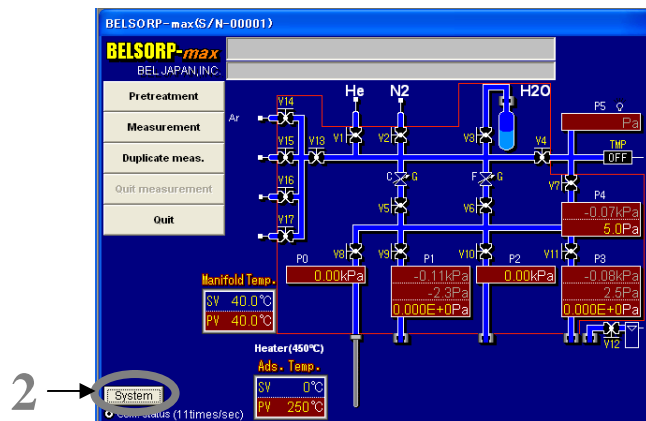 BELSORP-max(S/N-00001)
BELSORP-max
BEL JAPAN,INC.
Pretreatment
Measurement
Duplicate meas.
Quit measurement
Quit
He N2 H2O
Ar
V14
V15 V13
V16
V17
V1 V2 V3 V4
P5
Pa
TMP
OFF
C G F G
V7
V5 V6
P4
-0.07kPa
5.0Pa
V8 V9 V10 V11
P0
0.00kPa
P1
-0.11kPa
-2.3Pa
0.000E+0Pa
P2
0.00kPa
P3
-0.08kPa
2.5Pa
0.000E+0Pa
V12
Manifold Temp.
SV 40.0℃
PV 40.0℃
Heater(450℃)
Ads. Temp.
SV 0℃
PV 250℃
2
System
status (11times/sec)